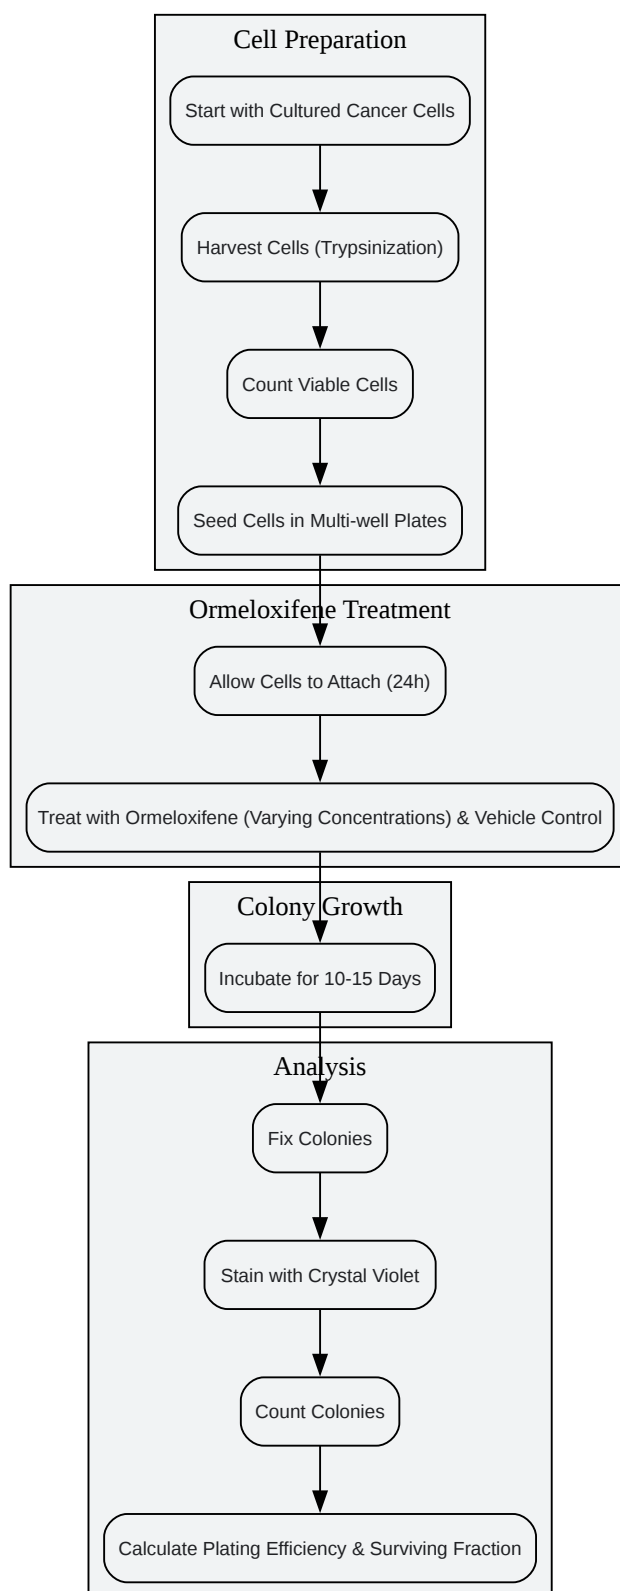 Cell Preparation
Start with Cultured Cancer Cells
Harvest Cells (Trypsinization)
Count Viable Cells
Seed Cells in Multi-well Plates
Ormeloxifene Treatment
Allow Cells to Attach (24h)
Treat with Ormeloxifene (Varying Concentrations) & Vehicle Control
Colony Growth
Incubate for 10-15 Days
Analysis
Fix Colonies
Stain with Crystal Violet
Count Colonies
Calculate Plating Efficiency & Surviving Fraction